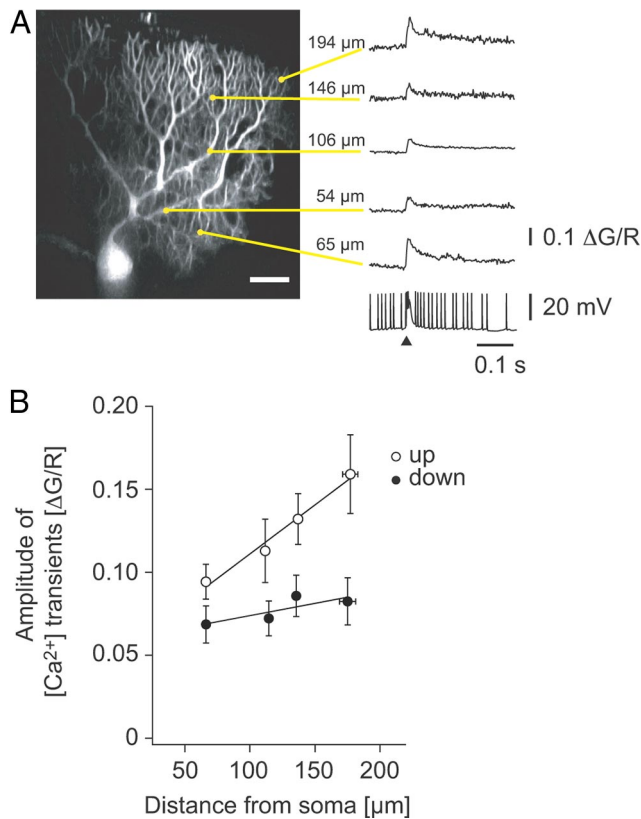 A
194 µm
146 µm
106 µm
54 µm
65 µm
0.1 ΔG/R
20 mV
0.1 s
B
0.20
0.15
0.10
0.05
0
Amplitude of
[Ca²⁺] transients [ΔG/R]
up
down
50
100
150
200
Distance from soma [µm]